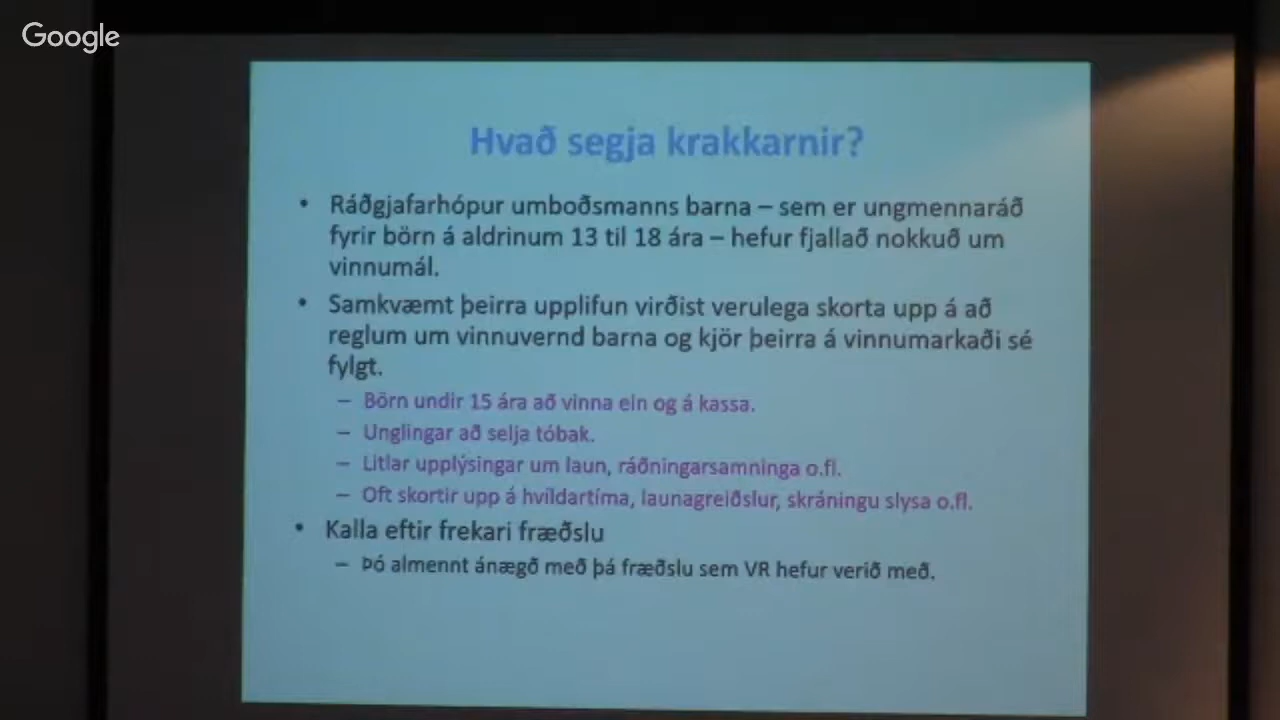 Google
Hvað segja krakkarnir?
• Ráðgjafarhópur umboðsmanns barna – sem er ungmennaráð
fyrir börn á aldrinum 13 til 18 ára – hefur fjallað nokkuð um
vinnumál.
• Samkvæmt þeirra upplifun virðist verulega skorta upp á að
reglum um vinnuvernd barna og kjör þeirra á vinnumarkaði sé
fylgt.
– Börn undir 15 ára að vinna ein og á kassa.
– Unglingar að selja tóbak.
– Litlar upplýsingar um laun, ráðningarsamninga o.fl.
– Oft skortir upp á hvíldartíma, launagreiðslur, skráningu slysa o.fl.
• Kalla eftir frekari fræðslu
– Þó almennt ánægð með þá fræðslu sem VR hefur verið með.